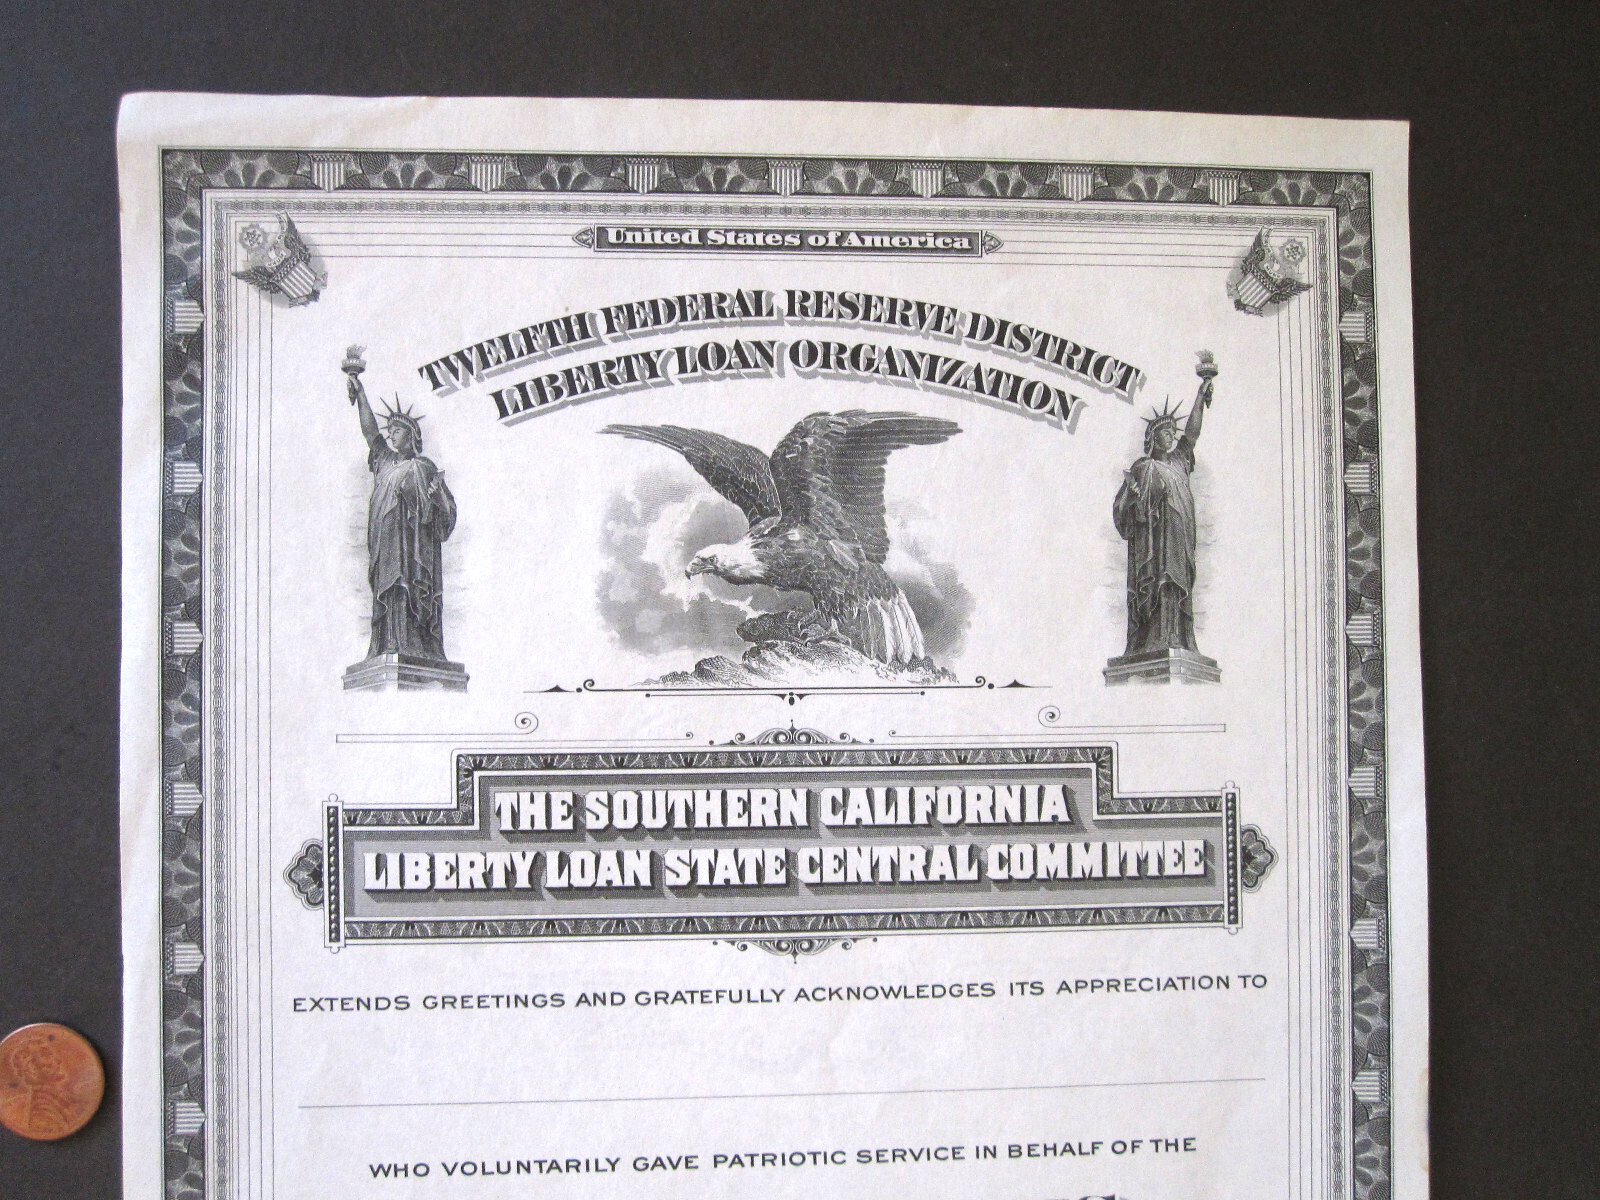 United States of America
TWELFTH FEDERAL RESERVE DISTRICT
LIBERTY LOAN ORGANIZATION
THE SOUTHERN CALIFORNIA
LIBERTY LOAN STATE CENTRAL COMMITTEE
EXTENDS GREETINGS AND GRATEFULLY ACKNOWLEDGES ITS APPRECIATION TO
WHO VOLUNTARILY GAVE PATRIOTIC SERVICE IN BEHALF OF THE